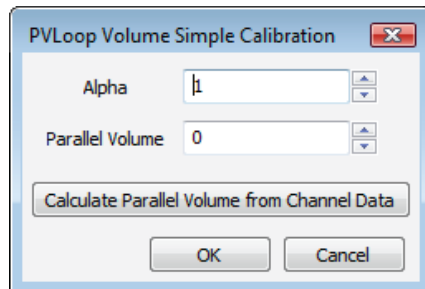 PVLoop Volume Simple Calibration
Alpha 1
Parallel Volume 0
Calculate Parallel Volume from Channel Data
OK Cancel